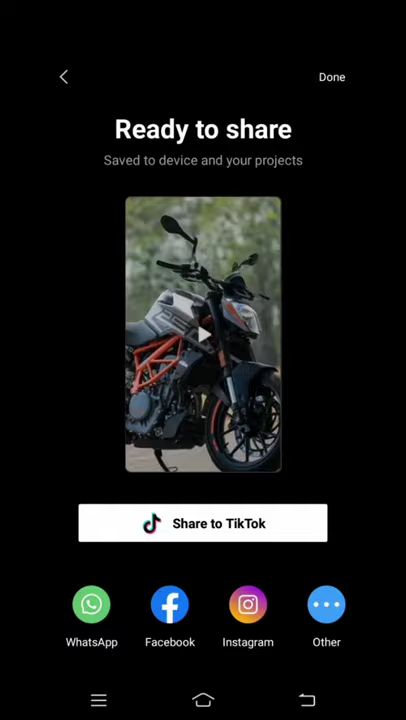 Done
Ready to share
Saved to device and your projects
Share to TikTok
WhatsApp
Facebook
Instagram
Other